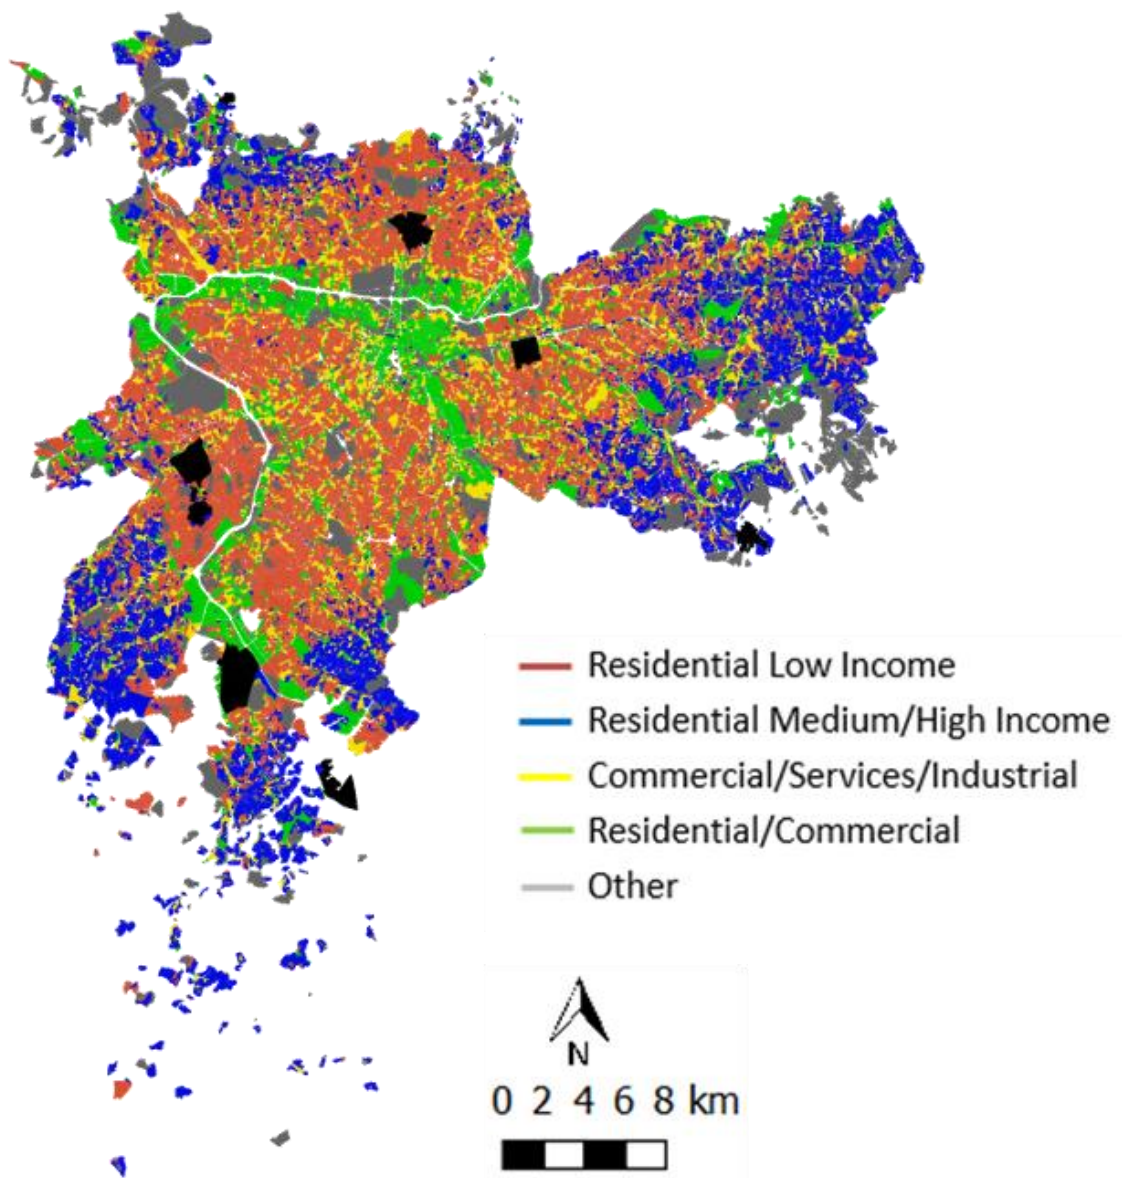 Residential Low Income
Residential Medium/High Income
Commercial/Services/Industrial
Residential/Commercial
Other
N
0 2 4 6 8 km